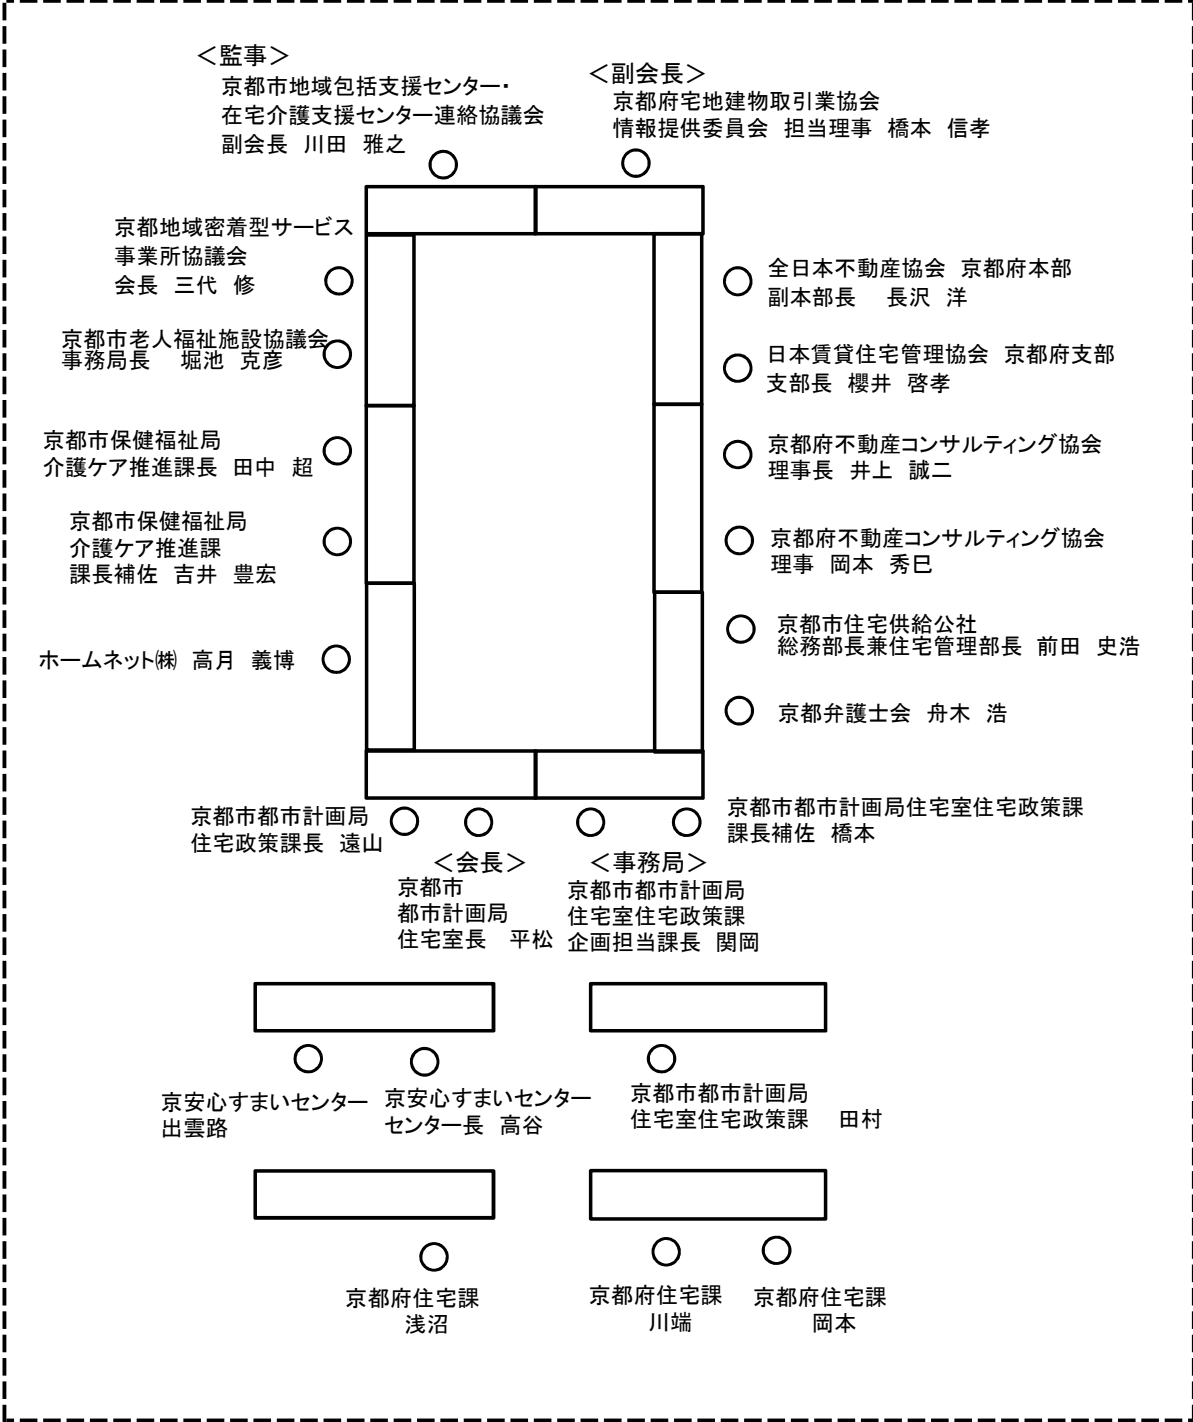 ＜監事＞
京都市地域包括支援センター・
在宅介護支援センター連絡協議会
副会長　川田　雅之
＜副会長＞
京都府宅地建物取引業協会
情報提供委員会　担当理事　橋本　信孝
京都地域密着型サービス
事業所協議会
会長　三代　修
京都市老人福祉施設協議会
事務局長　堀池　克彦
京都市保健福祉局
介護ケア推進課長　田中　超
京都市保健福祉局
介護ケア推進課
課長補佐　吉井　豊宏
ホームネット㈱　高月　義博
全日本不動産協会　京都府本部
副本部長　長沢　洋
日本賃貸住宅管理協会　京都府支部
支部長　櫻井　啓孝
京都府不動産コンサルティング協会
理事長　井上　誠二
京都府不動産コンサルティング協会
理事　岡本　秀巳
京都市住宅供給公社
総務部長兼住宅管理部長　前田　史浩
京都弁護士会　舟木　浩
京都市都市計画局
住宅政策課長　遠山
＜会長＞
京都市
都市計画局
住宅室長　平松
＜事務局＞
京都市都市計画局
住宅室住宅政策課
企画担当課長　関岡
京都市都市計画局住宅室住宅政策課
課長補佐　橋本
京安心すまいセンター
出雲路
京安心すまいセンター
センター長　高谷
京都市都市計画局
住宅室住宅政策課　田村
京都府住宅課
浅沼
京都府住宅課
川端
京都府住宅課
岡本